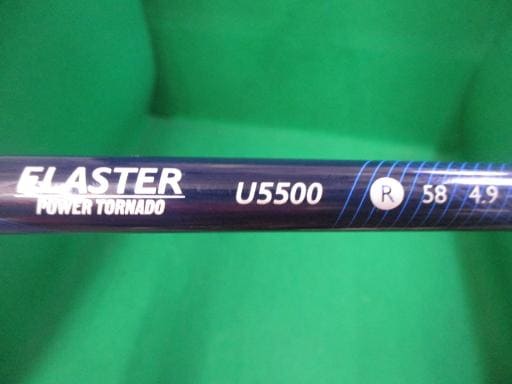 ELASTER U5500 R 58 4.9
POWER TORNADO